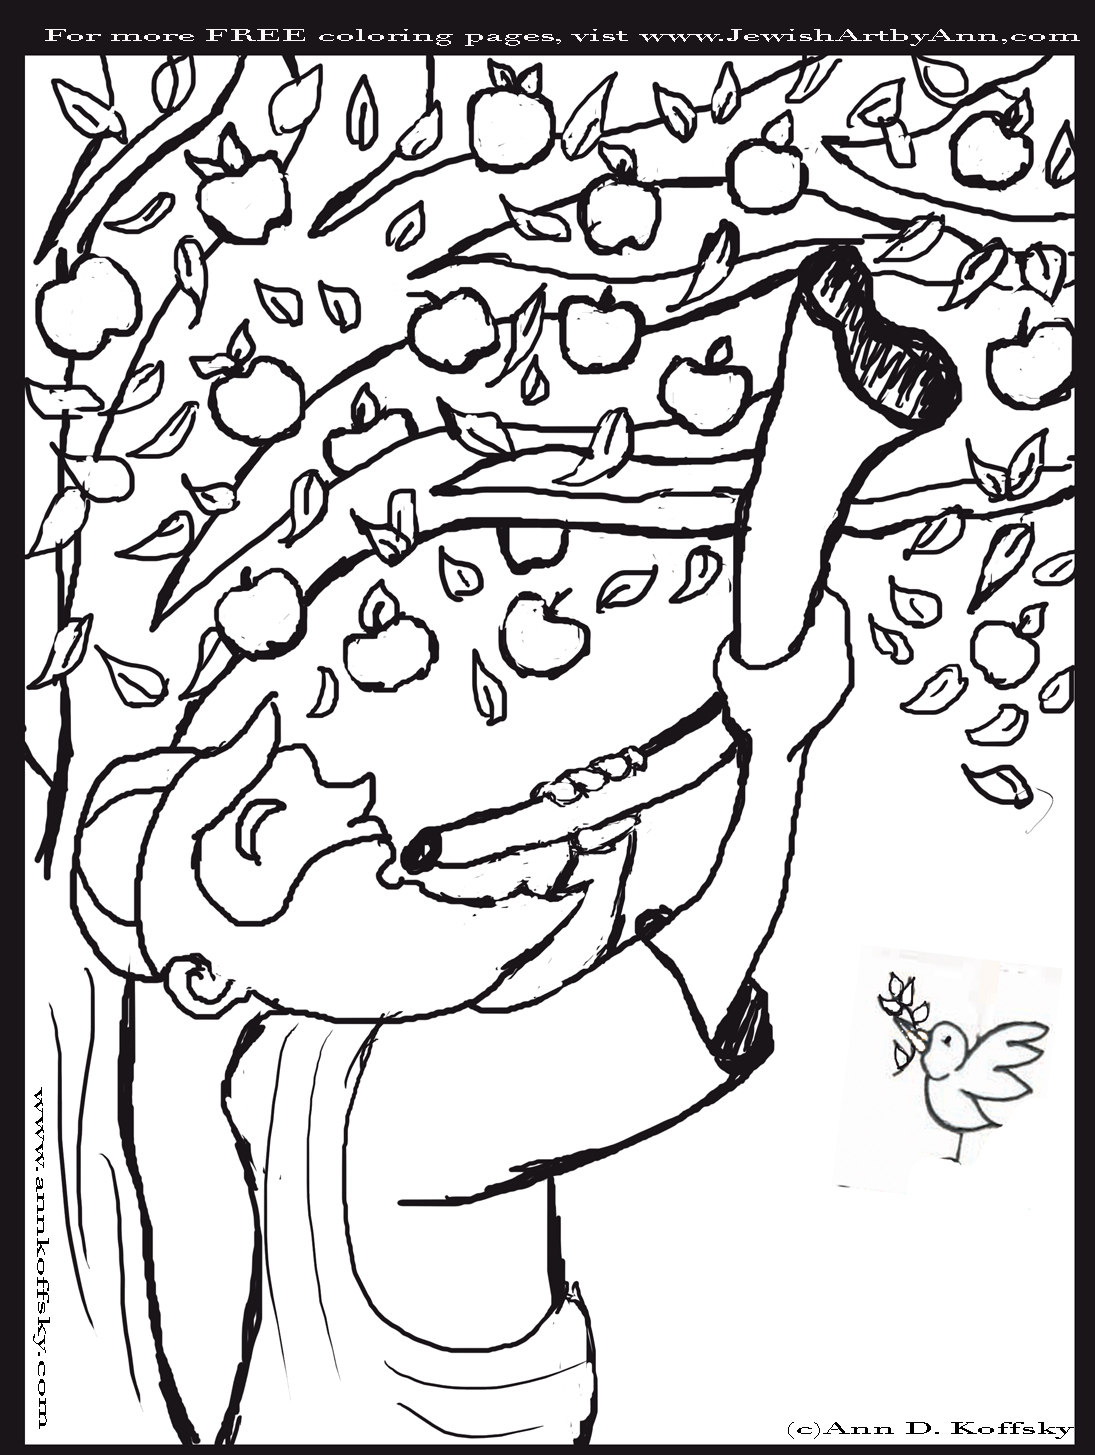 For more FREE coloring pages, vist www.JewishArtbyAnn,com
www.annkoffsky.com
(c)Ann D. Koffsky